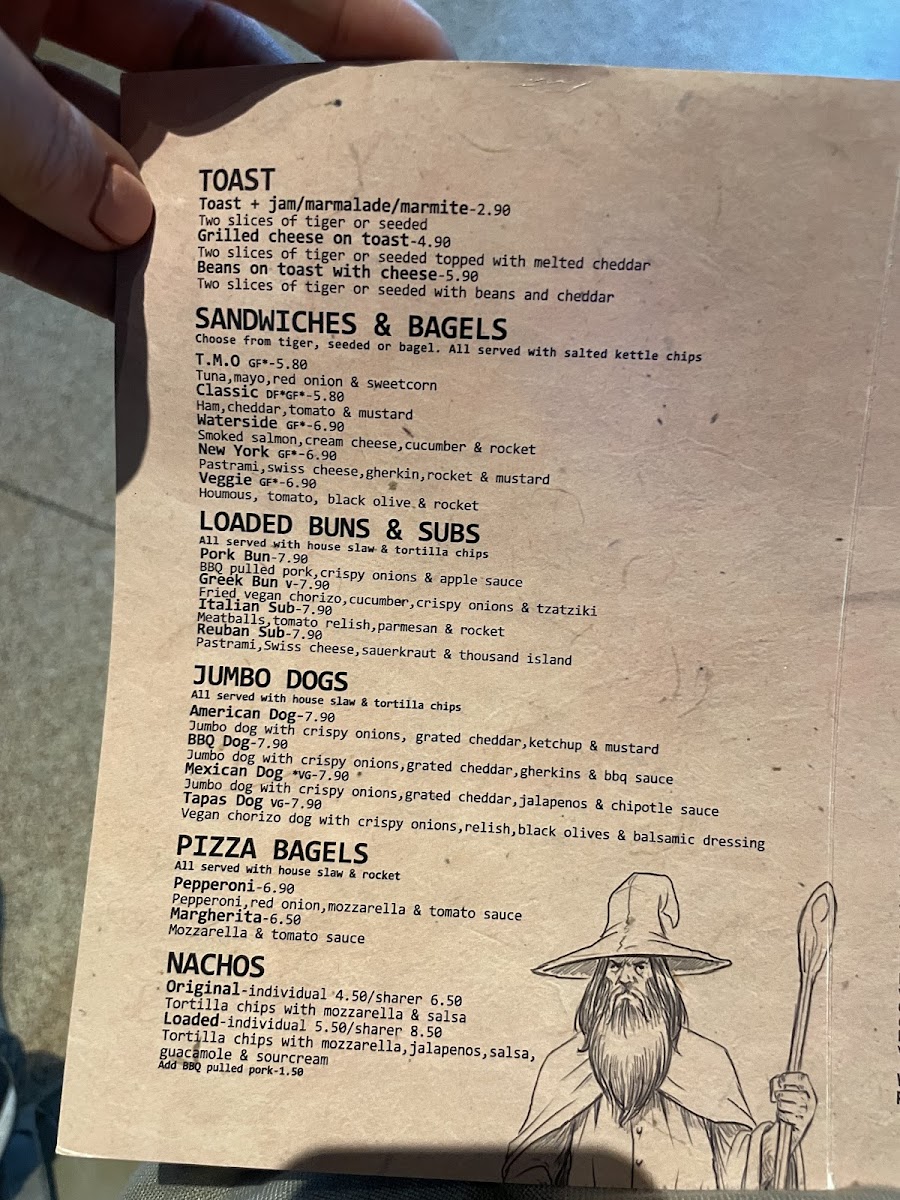 TOAST
Toast + jam/marmalade/marmite-2.90
Two slices of tiger or seeded
Grilled cheese on toast-4.90
Two slices of tiger or seeded topped with melted cheddar
Beans on toast with cheese-5.90
Two slices of tiger or seeded with beans and cheddar
SANDWICHES & BAGELS
Choose from tiger, seeded or bagel. All served with salted kettle chips
T.M.O GF*-5.80
Tuna,mayo,red onion & sweetcorn
Classic DF*GF*-5.80
Ham,cheddar,tomato & mustard
Waterside GF*-6.90
Smoked salmon,cream cheese,cucumber & rocket
New York GF*-6.90
Pastrami,swiss cheese,gherkin,rocket & mustard
Veggie GF*-6.90
Houmous, tomato, black olive & rocket
LOADED BUNS & SUBS
All served with house slaw & tortilla chips
Pork Bun-7.90
BBQ pulled pork,crispy onions & apple sauce
Greek Bun V-7.90
Fried vegan chorizo,cucumber,crispy onions & tzatziki
Italian Sub-7.90
Meatballs,tomato relish,parmesan & rocket
Reuban Sub-7.90
Pastrami,Swiss cheese,sauerkraut & thousand island
JUMBO DOGS
All served with house slaw & tortilla chips
American Dog-7.90
Jumbo dog with crispy onions, grated cheddar,ketchup & mustard
BBQ Dog-7.90
Jumbo dog with crispy onions,grated cheddar,gherkins & bbq sauce
Mexican Dog *VG-7.90
Jumbo dog with crispy onions,grated cheddar,jalapenos & chipotle sauce
Tapas Dog VG-7.90
Vegan chorizo dog with crispy onions,relish,black olives & balsamic dressing
PIZZA BAGELS
All served with house slaw & rocket
Pepperoni-6.90
Pepperoni,red onion,mozzarella & tomato sauce
Margherita-6.50
Mozzarella & tomato sauce
NACHOS
Original-individual 4.50/sharer 6.50
Tortilla chips with mozzarella & salsa
Loaded-individual 5.50/sharer 8.50
Tortilla chips with mozzarella,jalapenos,salsa,
guacamole & sourcream
Add BBQ pulled pork-1.50